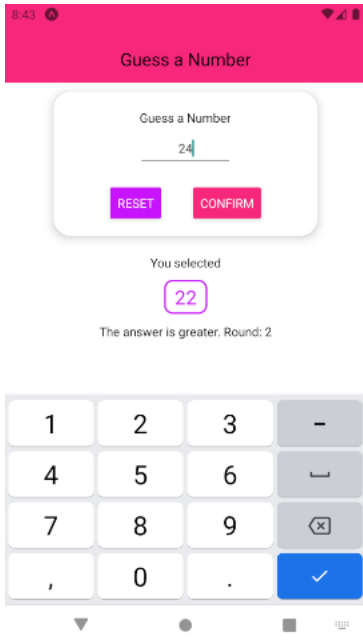 8:43
Guess a Number
Guess a Number
24
RESET CONFIRM
You selected
22
The answer is greater. Round: 2
1 2 3 -
4 5 6
7 8 9
, 0 .